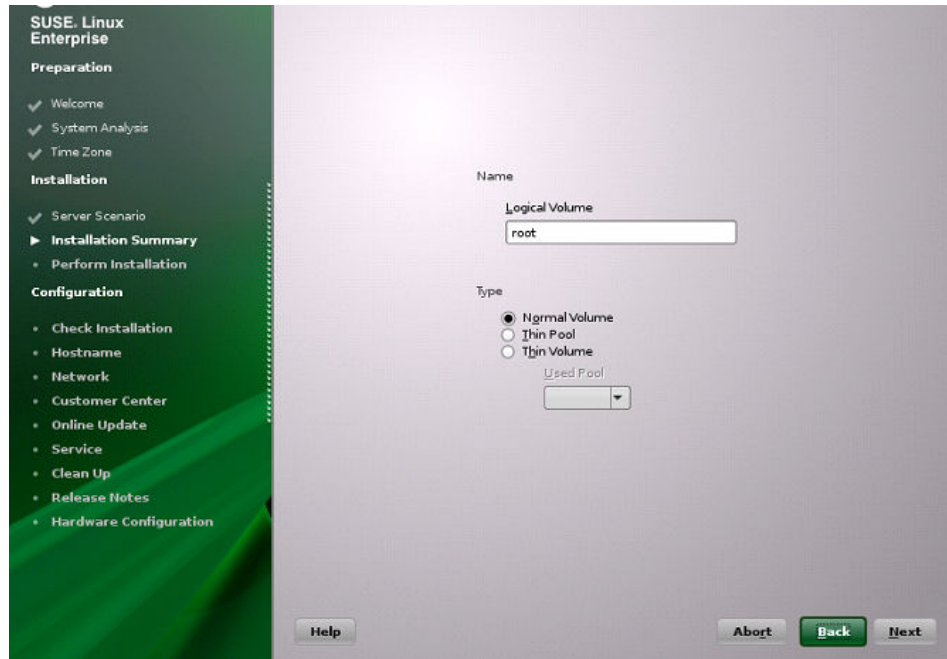 SUSE. Linux
Enterprise
Preparation
Welcome
System Analysis
Time Zone
Installation
Server Scenario
Installation Summary
Perform Installation
Configuration
Check Installation
Hostname
Network
Customer Center
Online Update
Service
Clean Up
Release Notes
Hardware Configuration
Name
Logical Volume
root
Type
Normal Volume
Thin Pool
Thin Volume
Used Pool
Help
Abort
Back
Next